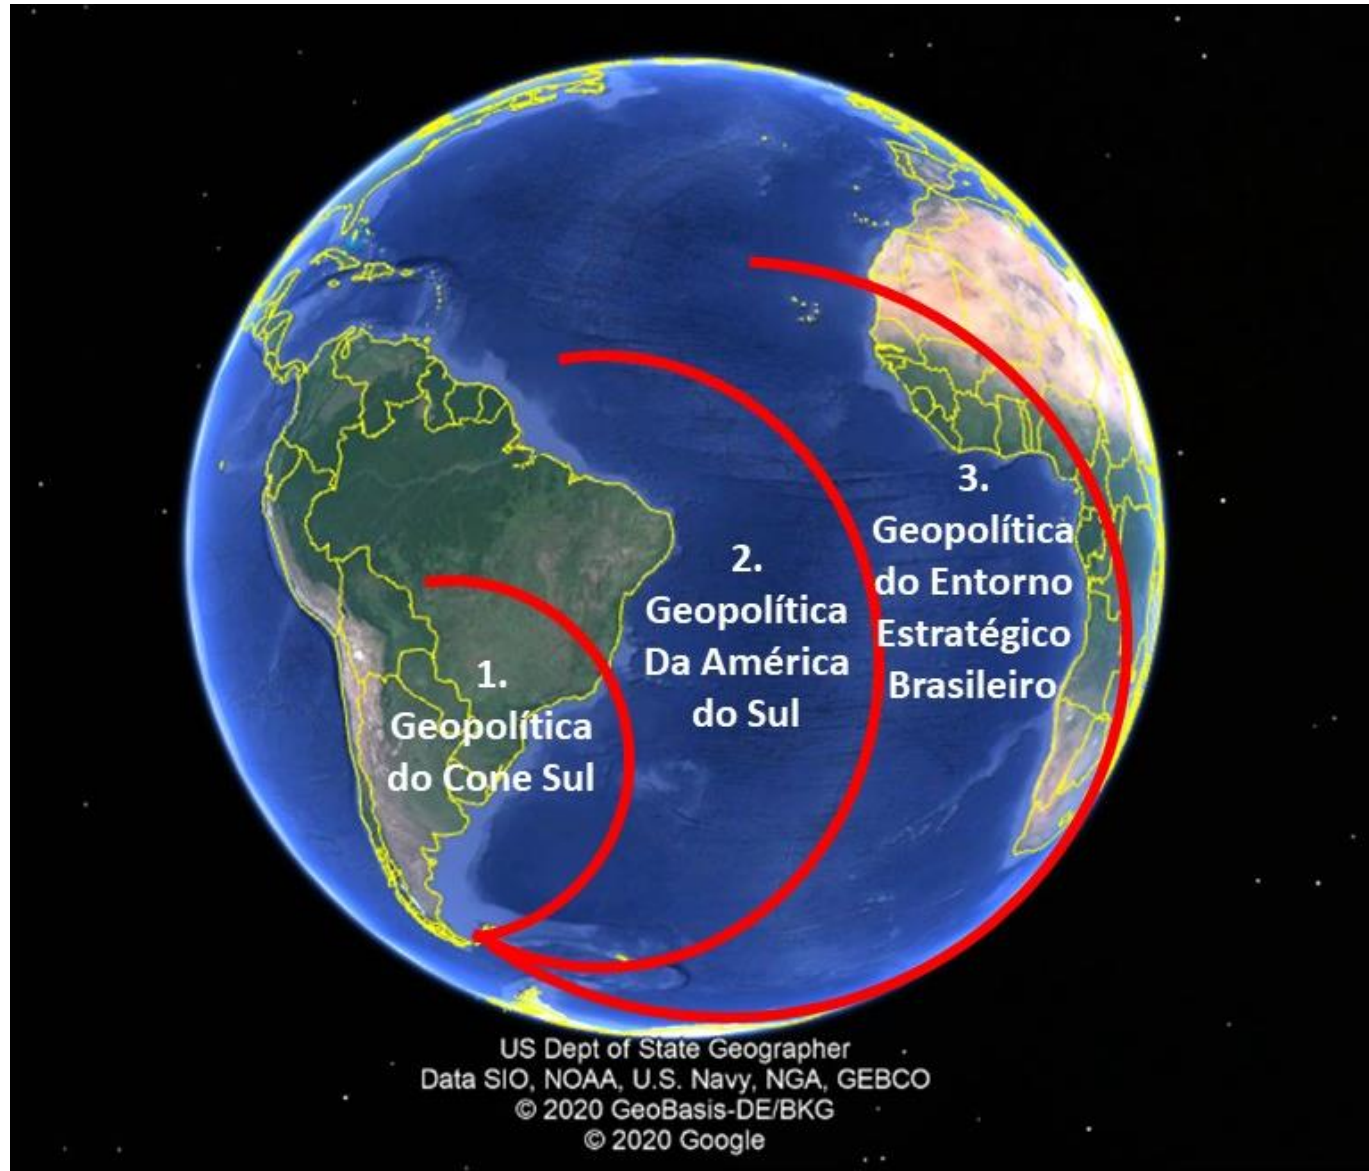 1.
Geopolítica
do Cone Sul
2.
Geopolítica
Da América
do Sul
3.
Geopolítica
do Entorno
Estratégico
Brasileiro
US Dept of State Geographer
Data SIO, NOAA, U.S. Navy, NGA, GEBCO
© 2020 GeoBasis-DE/BKG
© 2020 Google